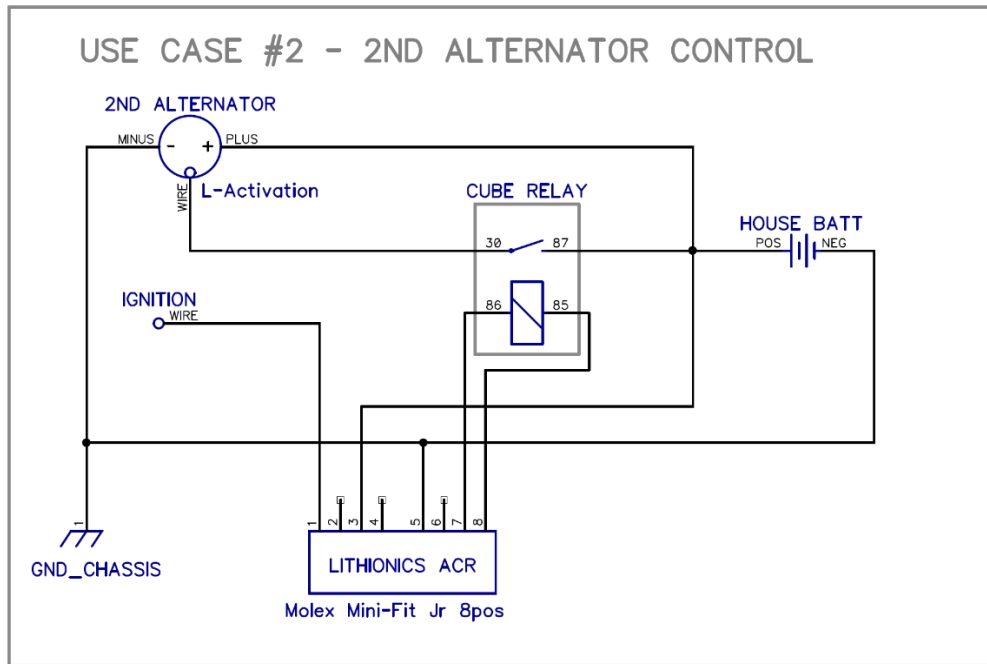 USE CASE #2 - 2ND ALTERNATOR CONTROL
2ND ALTERNATOR
MINUS - + PLUS
WIRE
L-Activation
CUBE RELAY
30 87
HOUSE BATT
POS NEG
IGNITION
WIRE
86 85
1 2 3 4 5 6 7 8
1
GND_CHASSIS
LITHIONICS ACR
Molex Mini-Fit Jr 8pos